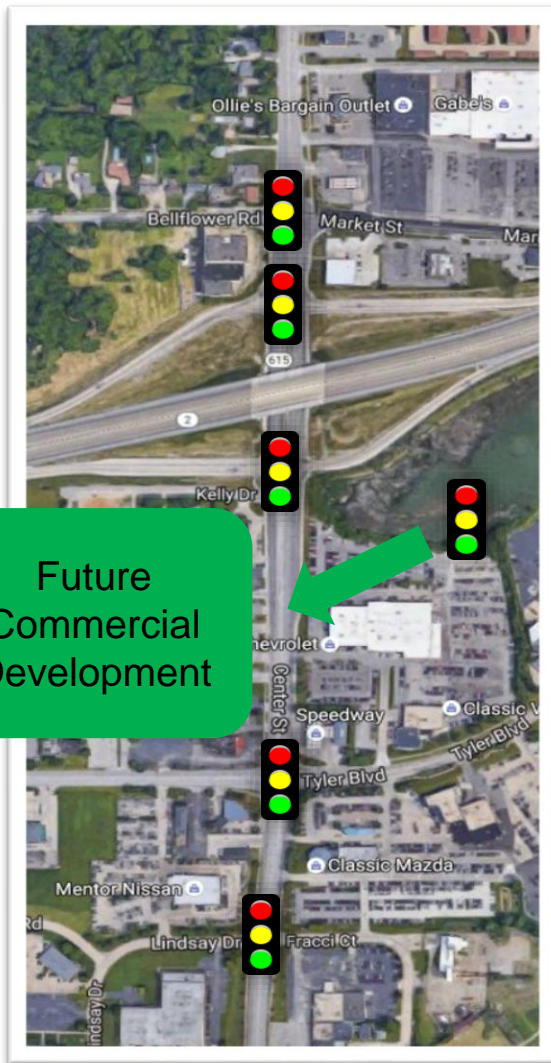 Ollie's Bargain Outlet
Gabe's
Bellflower Rd
Market St
Mar
615
2
Kelly Dr
Future
Commercial
Development
hevrolet
Center St
Speedway
Classic V
Tyler Blvd
Tyler Blvd
Classic Mazda
Mentor Nissan
Rd
Lindsay Dr
Fracci Ct
indsay Dr